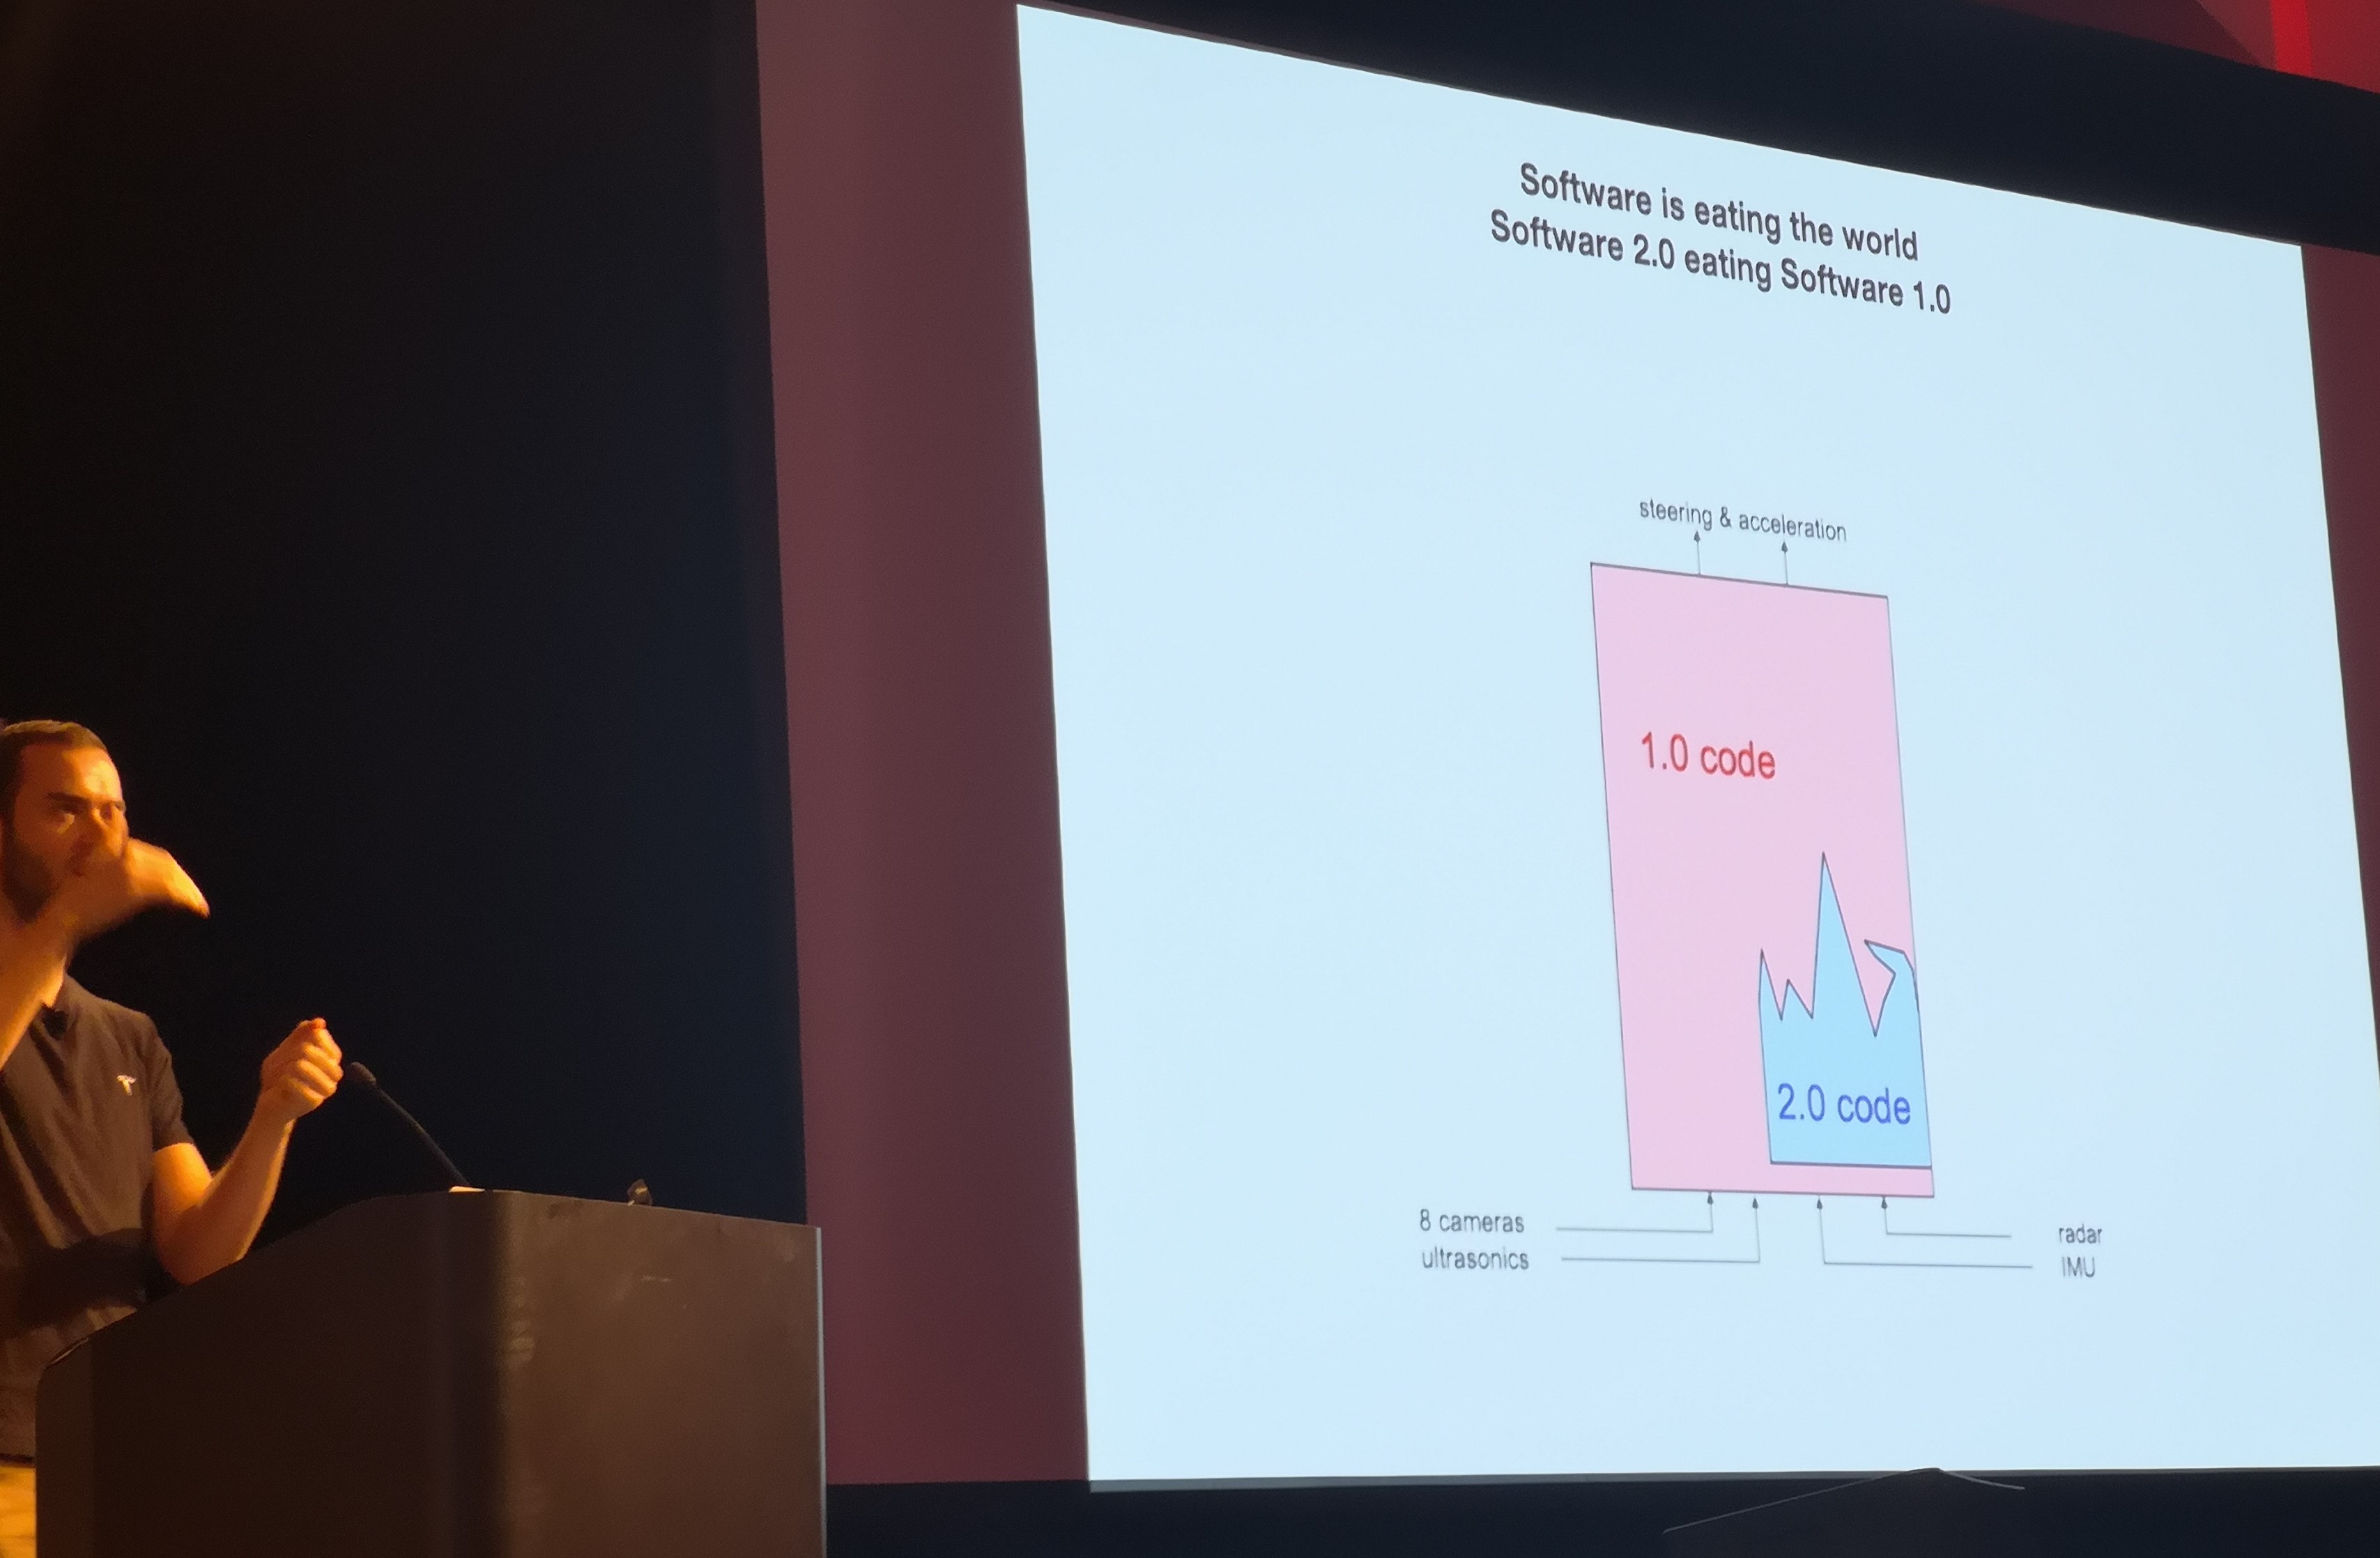 Software is eating the world
Software 2.0 eating Software 1.0
steering & acceleration
1.0 code
2.0 code
8 cameras
ultrasonics
radar
IMU